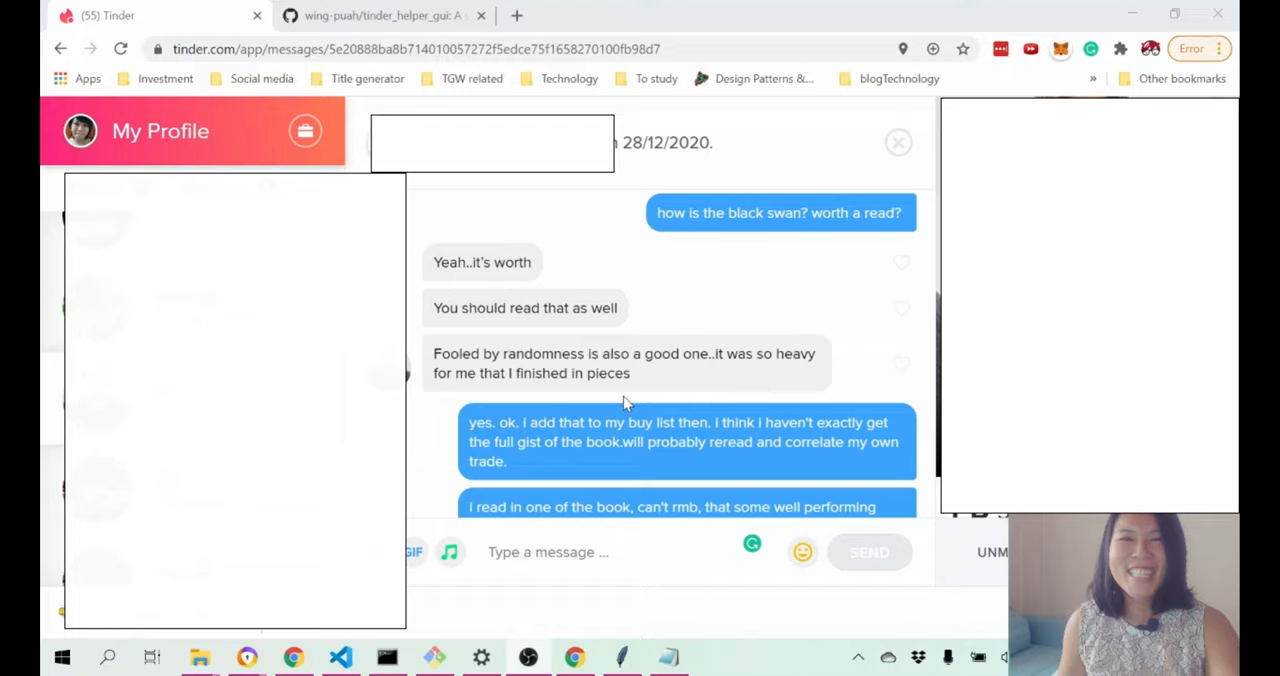 (55) Tinder
wing-puah/tinder_helper_gui: A
tinder.com/app/messages/5e20888ba8b714010057272f5edce75f1658270100fb98d7
Error
Apps
Investment
Social media
Title generator
TGW related
Technology
To study
Design Patterns &...
blogTechnology
»
Other bookmarks
My Profile
28/12/2020.
how is the black swan? worth a read?
Yeah..it's worth
You should read that as well
Fooled by randomness is also a good one..it was so heavy
for me that I finished in pieces
yes. ok. i add that to my buy list then. i think i haven't exactly get
the full gist of the book.will probably reread and correlate my own
trade.
i read in one of the book, can't rmb, that some well performing
GIF
Type a message ...
SEND
UNM